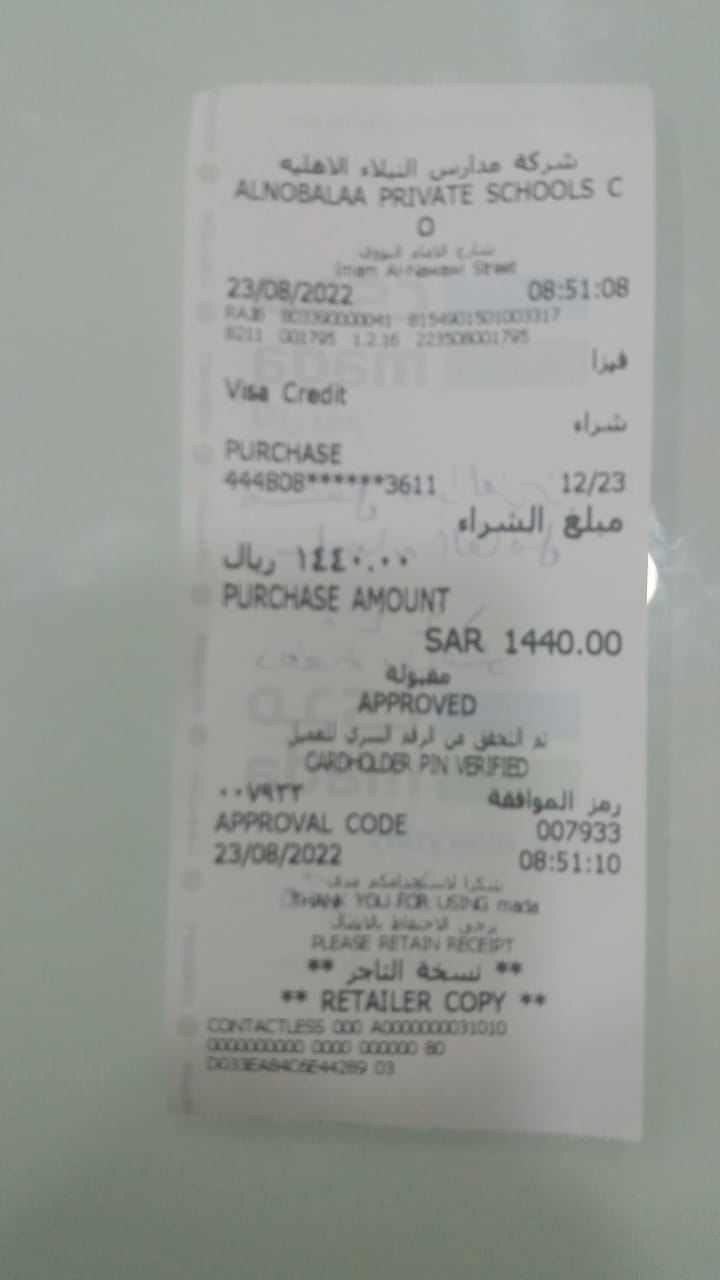 شركة مدارس النبلاء الاهليه
ALNOBALAA PRIVATE SCHOOLS C
O
شارع الامام النووي
Imam Al-Nawawi Street
23/08/2022 08:51:08
RAJB 803390000041 8154901501003317
8211 001795 1.2.16 223508001795
فيزا
Visa Credit
شراء
PURCHASE
444808******3611 12/23
مبلغ الشراء
١٤٤٠.٠٠ ريال
PURCHASE AMOUNT
SAR 1440.00
مقبولة
APPROVED
تم التحقق من الرقم السري للعميل
CARDHOLDER PIN VERIFIED
رمز الموافقة ٠٠٧٩٣٣
APPROVAL CODE 007933
23/08/2022 08:51:10
شكرا لاستخدامكم مدى
THANK YOU FOR USING mada
يرجى الاحتفاظ بالايصال
PLEASE RETAIN RECEIPT
** نسخة التاجر **
** RETAILER COPY **
CONTACTLESS 000 A0000000031010
0000000000 0000 000000 80
D033EA84C6E44289 03